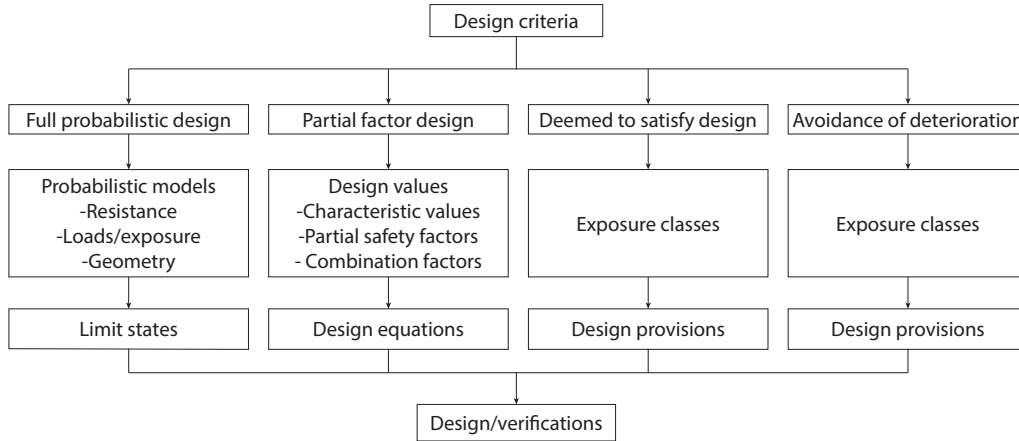 Design criteria
Full probabilistic design
Partial factor design
Deemed to satisfy design
Avoidance of deterioration
Probabilistic models
-Resistance
-Loads/exposure
-Geometry
Design values
-Characteristic values
-Partial safety factors
- Combination factors
Exposure classes
Exposure classes
Limit states
Design equations
Design provisions
Design provisions
Design/verifications